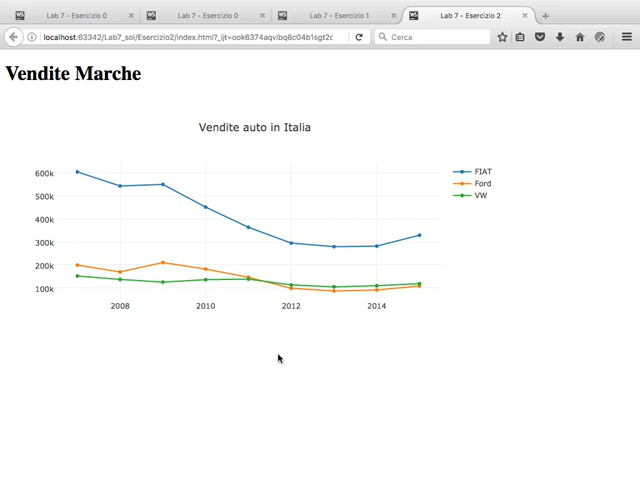 Lab 7 - Esercizio 0
Lab 7 - Esercizio 0
Lab 7 - Esercizio 1
Lab 7 - Esercizio 2
localhost:63342/Lab7_sol/Esercizio2/index.html?_ijt=ook6374aqvibq8c04b1sgt2c
Cerca
Vendite Marche
Vendite auto in Italia
600k
500k
400k
300k
200k
100k
2008
2010
2012
2014
FIAT
Ford
VW